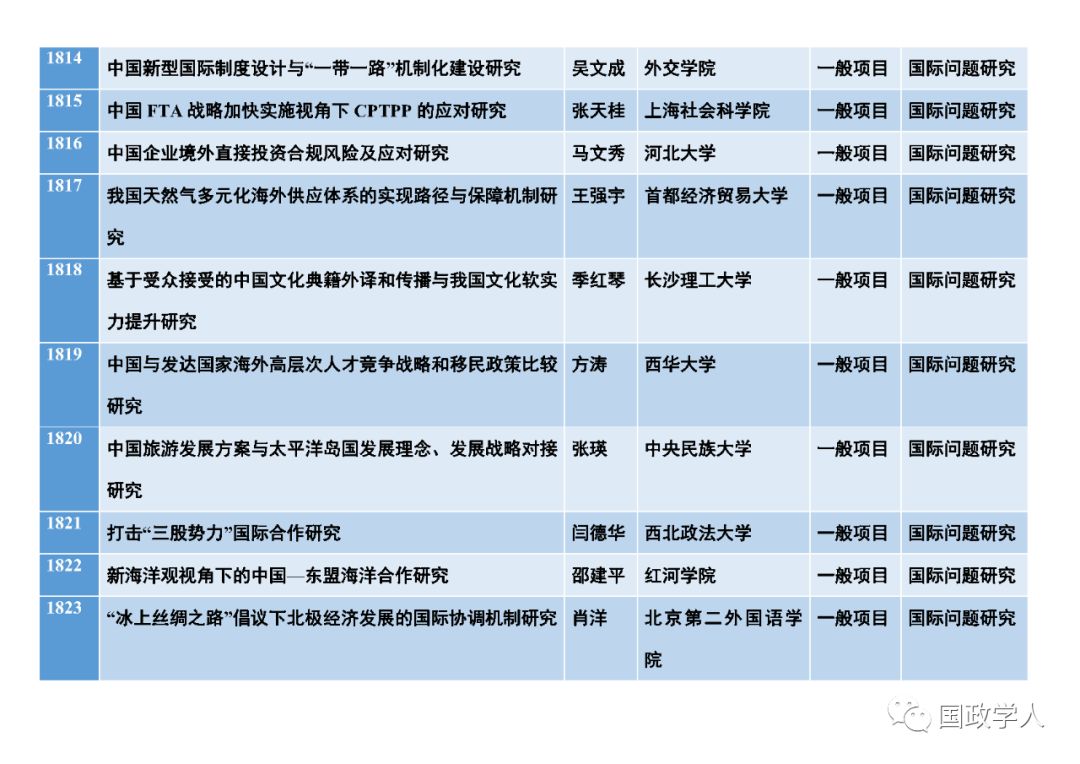 1814 中国新型国际制度设计与“一带一路”机制化建设研究 吴文成 外交学院 一般项目 国际问题研究
1815 中国 FTA 战略加快实施视角下 CPTPP 的应对研究 张天桂 上海社会科学院 一般项目 国际问题研究
1816 中国企业境外直接投资合规风险及应对研究 马文秀 河北大学 一般项目 国际问题研究
1817 我国天然气多元化海外供应体系的实现路径与保障机制研 王强宇 首都经济贸易大学 一般项目 国际问题研究
究
1818 基于受众接受的中国文化典籍外译和传播与我国文化软实 季红琴 长沙理工大学 一般项目 国际问题研究
力提升研究
1819 中国与发达国家海外高层次人才竞争战略和移民政策比较 方涛 西华大学 一般项目 国际问题研究
研究
1820 中国旅游发展方案与太平洋岛国发展理念、发展战略对接 张瑛 中央民族大学 一般项目 国际问题研究
研究
1821 打击“三股势力”国际合作研究 闫德华 西北政法大学 一般项目 国际问题研究
1822 新海洋观视角下的中国—东盟海洋合作研究 邵建平 红河学院 一般项目 国际问题研究
1823 “冰上丝绸之路”倡议下北极经济发展的国际协调机制研究 肖洋 北京第二外国语学 一般项目 国际问题研究
院
国政学人